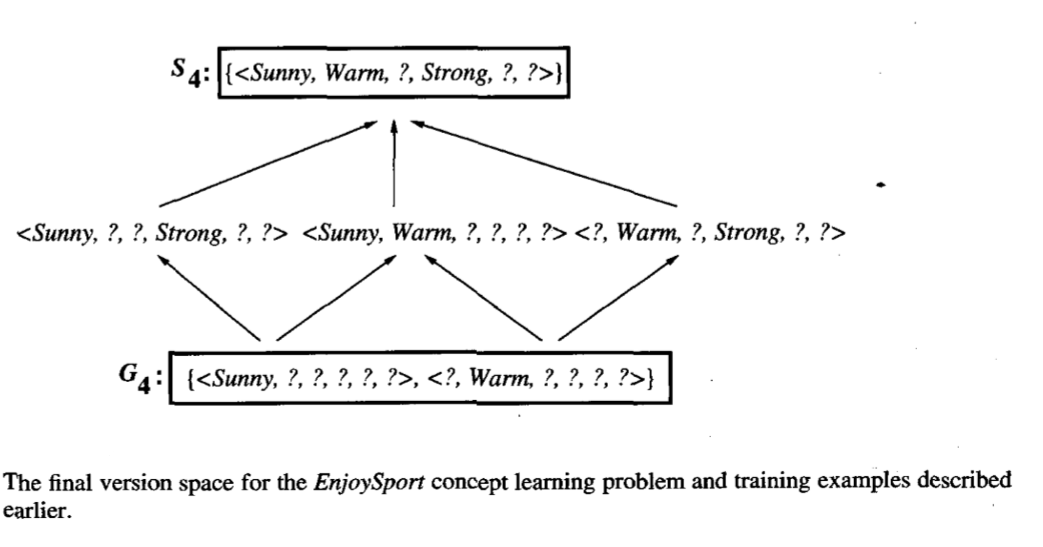 S4: {<Sunny, Warm, ?, Strong, ?, ?>}
<Sunny, ?, ?, Strong, ?, ?> <Sunny, Warm, ?, ?, ?, ?> <?, Warm, ?, Strong, ?, ?>
G4: {<Sunny, ?, ?, ?, ?, ?>, <?, Warm, ?, ?, ?, ?>}
The final version space for the EnjoySport concept learning problem and training examples described
earlier.